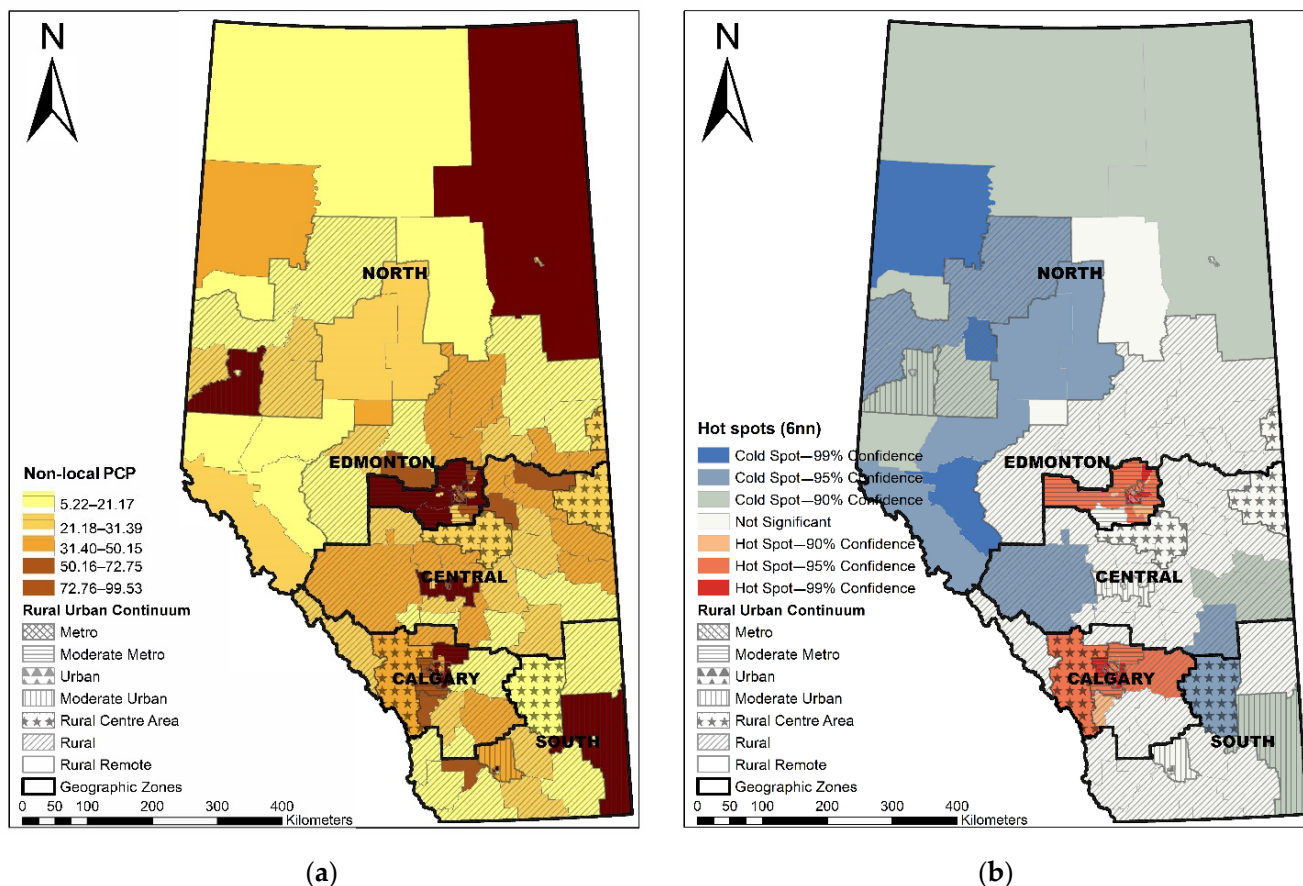 N
NORTH
EDMONTON
CENTRAL
CALGARY
SOUTH
Non-local PCP
5.22–21.17
21.18–31.39
31.40–50.15
50.16–72.75
72.76–99.53
Rural Urban Continuum
Metro
Moderate Metro
Urban
Moderate Urban
Rural Centre Area
Rural
Rural Remote
Geographic Zones
0 50 100 200 300 400
Kilometers
(a)
N
NORTH
EDMONTON
CENTRAL
CALGARY
SOUTH
Hot spots (6nn)
Cold Spot—99% Confidence
Cold Spot—95% Confidence
Cold Spot—90% Confidence
Not Significant
Hot Spot—90% Confidence
Hot Spot—95% Confidence
Hot Spot—99% Confidence
Rural Urban Continuum
Metro
Moderate Metro
Urban
Moderate Urban
Rural Centre Area
Rural
Rural Remote
Geographic Zones
0 50 100 200 300 400
Kilometers
(b)